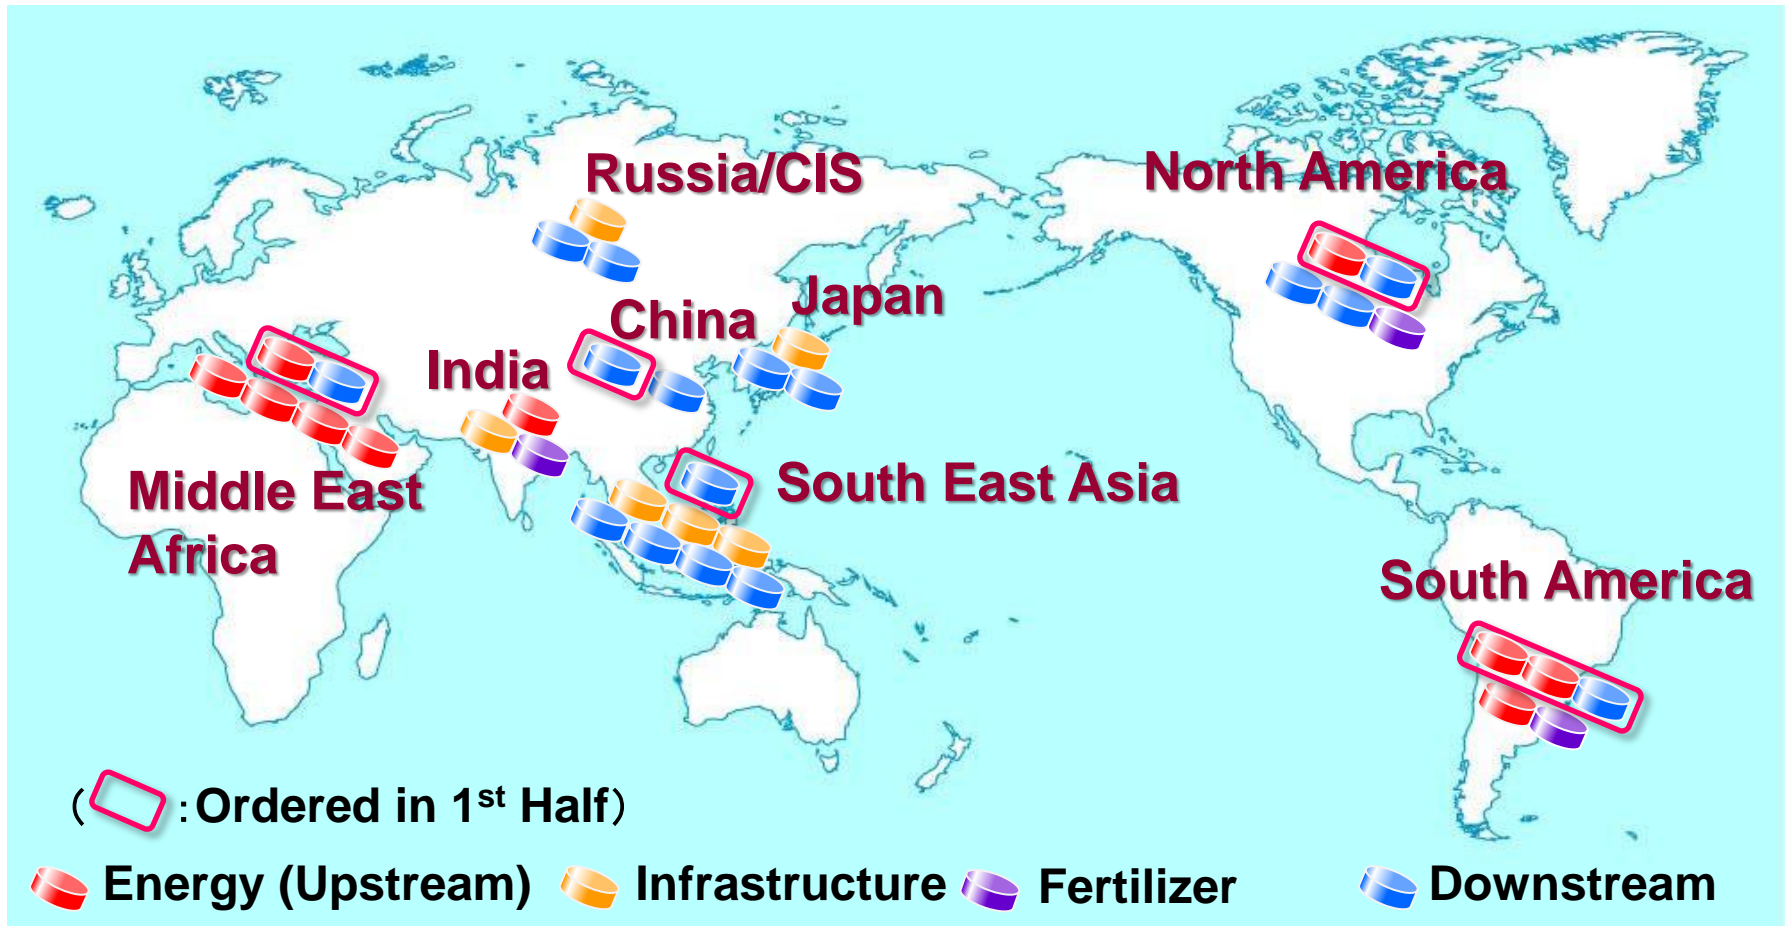 Russia/CIS
North America
Japan
China
India
South East Asia
Middle East
Africa
South America
(:Ordered in 1st Half)
Energy (Upstream)
Infrastructure
Fertilizer
Downstream